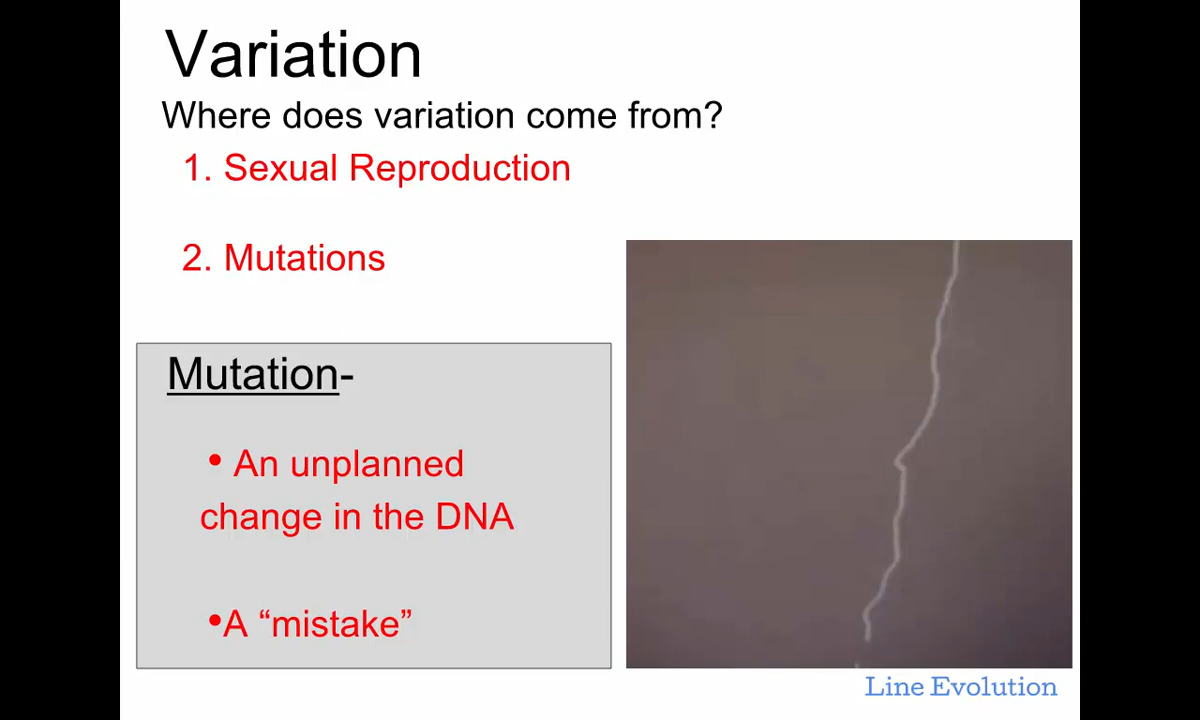 Variation
Where does variation come from?
1. Sexual Reproduction
2. Mutations
Mutation-
• An unplanned
change in the DNA
•A “mistake”
Line Evolution